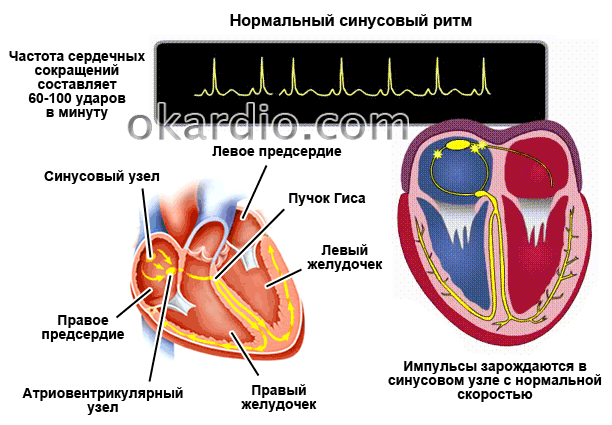 Нормальный синусовый ритм
Частота сердечных
сокращений
составляет
60-100 ударов
в минуту
okardio.com
Левое предсердие
Синусовый узел
Пучок Гиса
Левый
желудочек
Правое
предсердие
Атриовентрикулярный
узел
Правый
желудочек
Импульсы зарождаются в
синусовом узле с нормальной
скоростью